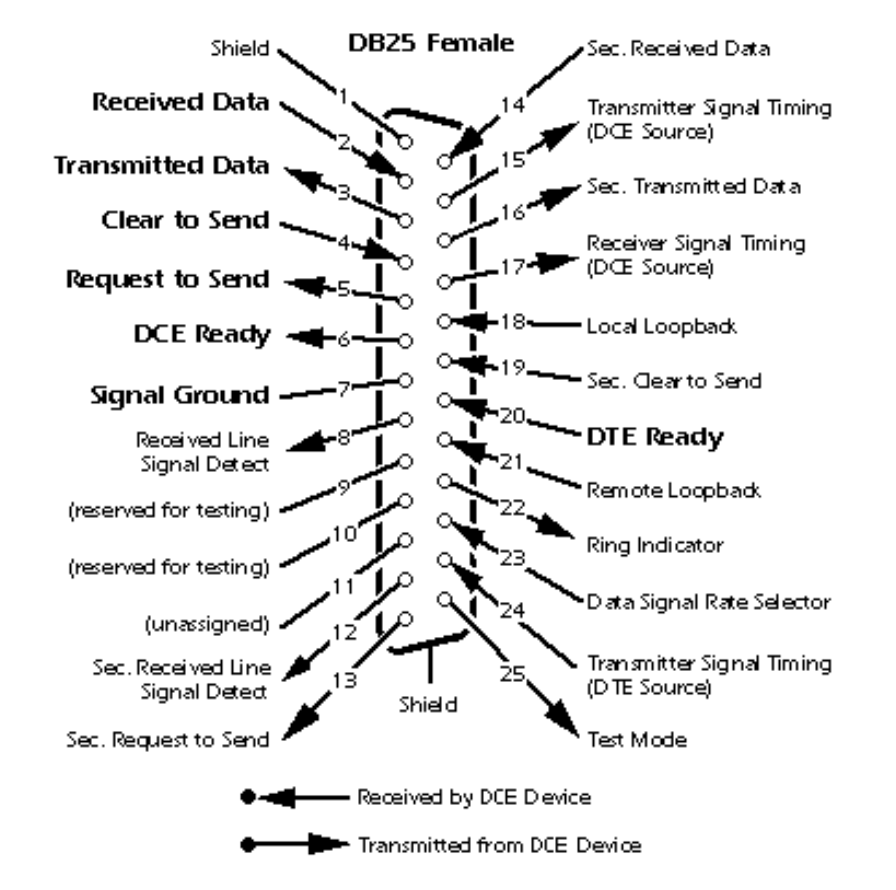 DB25 Female
Shield
Received Data
Transmitted Data
Clear to Send
Request to Send
DCE Ready
Signal Ground
Received Line
Signal Detect
(reserved for testing)
(reserved for testing)
(unassigned)
Sec. Received Line
Signal Detect
Sec. Request to Send
1
2
3
4
5
6
7
8
9
10
11
12
13
14
15
16
17
18
19
20
21
22
23
24
25
Sec. Received Data
Transmitter Signal Timing
(DCE Source)
Sec. Transmitted Data
Receiver Signal Timing
(DCE Source)
Local Loopback
Sec. Clear to Send
DTE Ready
Remote Loopback
Ring Indicator
Data Signal Rate Selector
Transmitter Signal Timing
(DTE Source)
Test Mode
Shield
Received by DCE Device
Transmitted from DCE Device